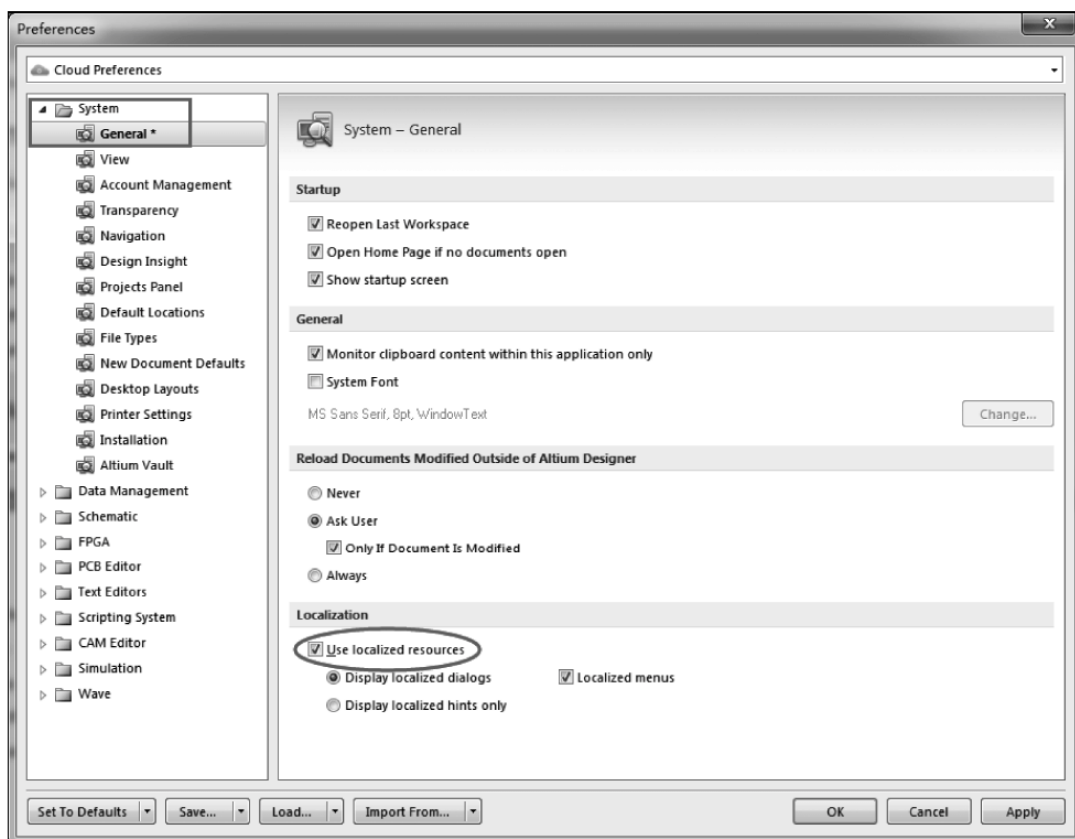 Preferences
x
Cloud Preferences
System
General *
View
Account Management
Transparency
Navigation
Design Insight
Projects Panel
Default Locations
File Types
New Document Defaults
Desktop Layouts
Printer Settings
Installation
Altium Vault
Data Management
Schematic
FPGA
PCB Editor
Text Editors
Scripting System
CAM Editor
Simulation
Wave
System – General
Startup
Reopen Last Workspace
Open Home Page if no documents open
Show startup screen
General
Monitor clipboard content within this application only
System Font
MS Sans Serif, 8pt, WindowText
Change...
Reload Documents Modified Outside of Altium Designer
Never
Ask User
Only If Document Is Modified
Always
Localization
Use localized resources
Display localized dialogs
Localized menus
Display localized hints only
Set To Defaults
Save...
Load...
Import From...
OK
Cancel
Apply